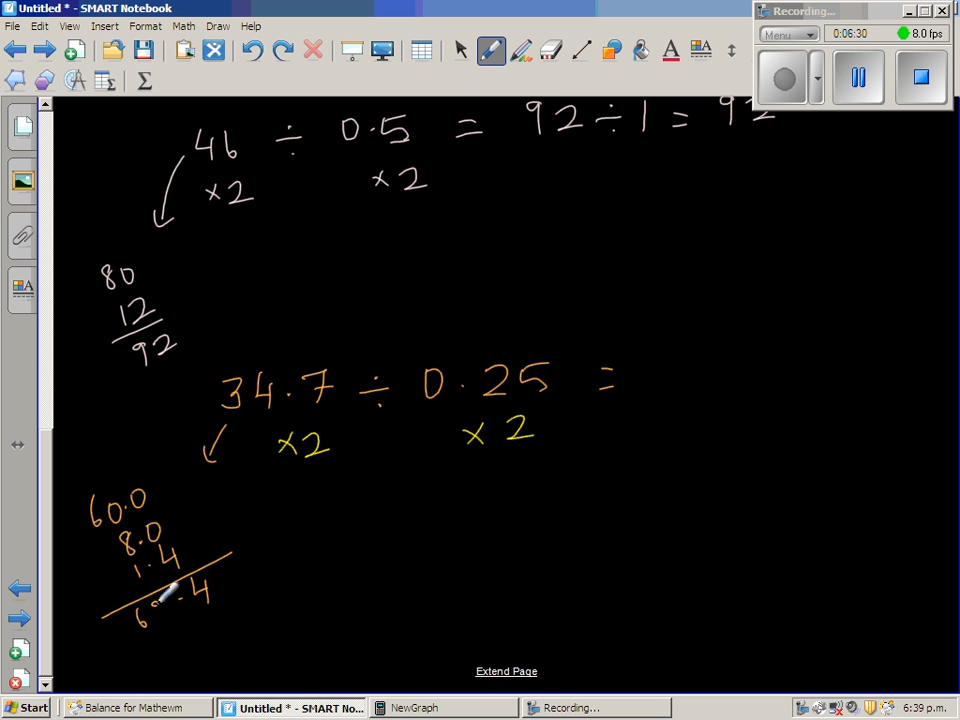 Untitled * - SMART Notebook
File Edit View Insert Format Math Draw Help
Recording...
Menu 0:06:30 8.0 fps
46 ÷ 0.5 = 92 ÷ 1 = 92
×2 ×2
80
12
92
34.7 ÷ 0.25 =
×2 × 2
60.0
8.0
1.4
6 .4
Extend Page
Start Balance for Mathewm Untitled * - SMART No... NewGraph Recording... 6:39 p.m.